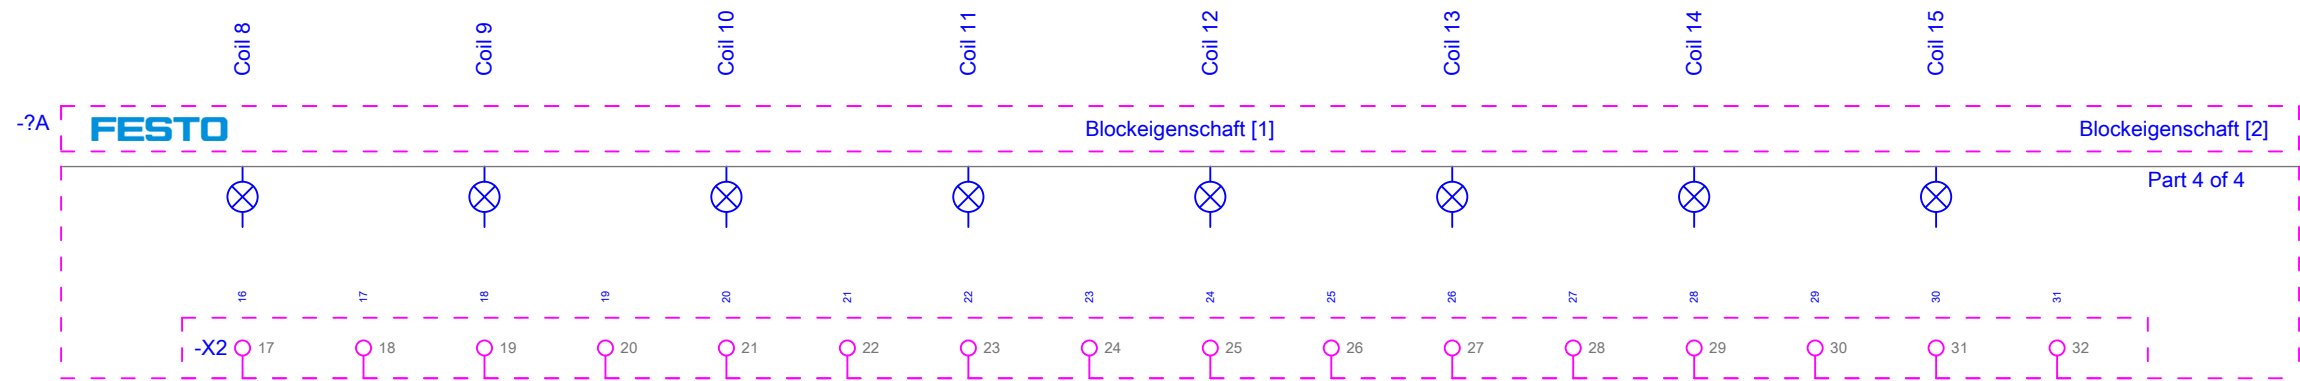 Coil 8 Coil 9 Coil 10 Coil 11 Coil 12 Coil 13 Coil 14 Coil 15
-?A FESTO Blockeigenschaft [1] Blockeigenschaft [2]
Part 4 of 4
16 17 18 19 20 21 22 23 24 25 26 27 28 29 30 31
-X2 17 18 19 20 21 22 23 24 25 26 27 28 29 30 31 32